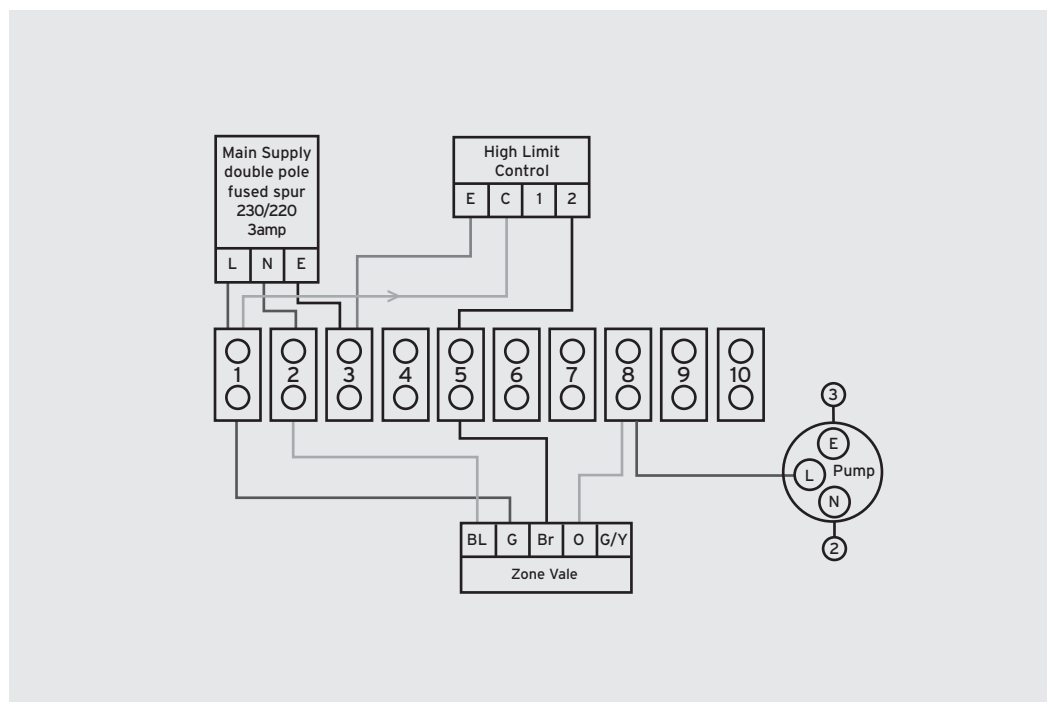 Main Supply
double pole
fused spur
230/220
3amp
L N E
High Limit
Control
E C 1 2
1 2 3 4 5 6 7 8 9 10
3
E
L Pump
N
2
BL G Br O G/Y
Zone Vale